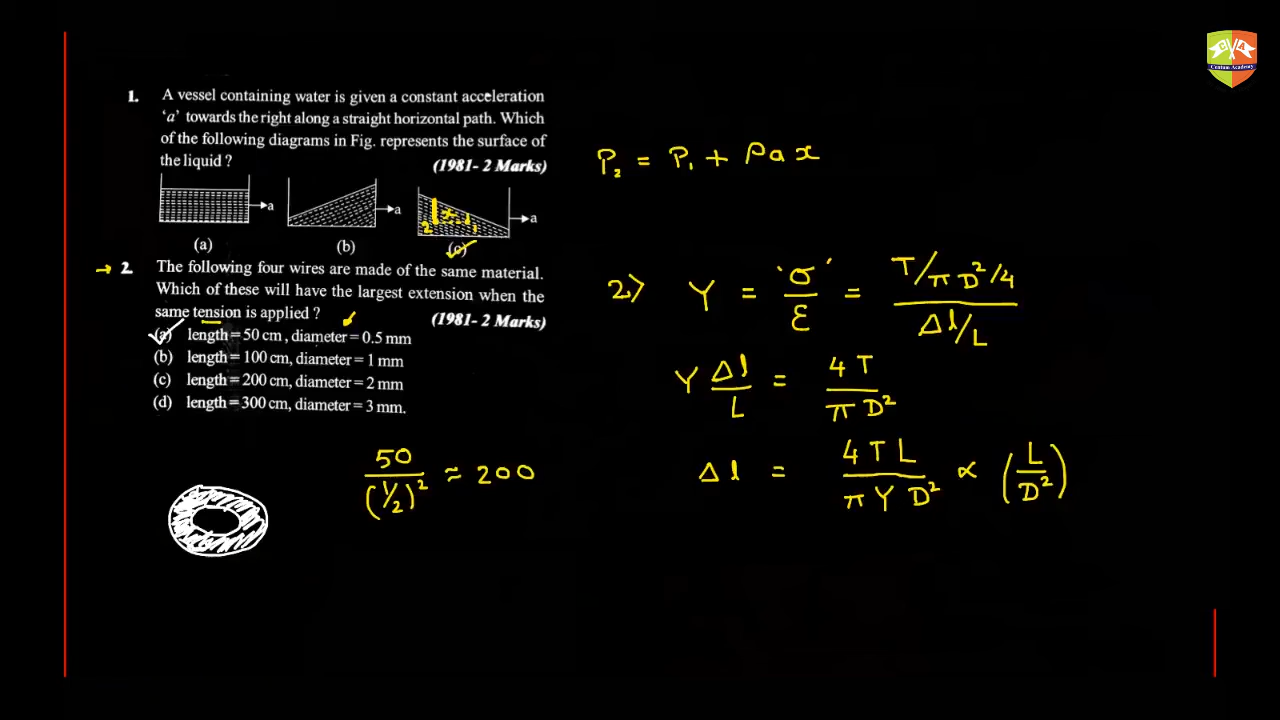 Centum Academy
1. A vessel containing water is given a constant acceleration
‘a’ towards the right along a straight horizontal path. Which
of the following diagrams in Fig. represents the surface of
the liquid ? (1981- 2 Marks)
a
a
a
2 x 1
(a) (b) (c)
→ 2. The following four wires are made of the same material.
Which of these will have the largest extension when the
same tension is applied ? (1981- 2 Marks)
(a) length = 50 cm , diameter = 0.5 mm
(b) length = 100 cm, diameter = 1 mm
(c) length = 200 cm, diameter = 2 mm
(d) length = 300 cm, diameter = 3 mm.
50/(1/2)² ≈ 200
P₂ = P₁ + ρax
2) Y = 'σ'/ε = (T/πD²/4)/(Δl/L)
Y Δl/L = 4T/πD²
Δl = 4TL/πYD² ∝ (L/D²)